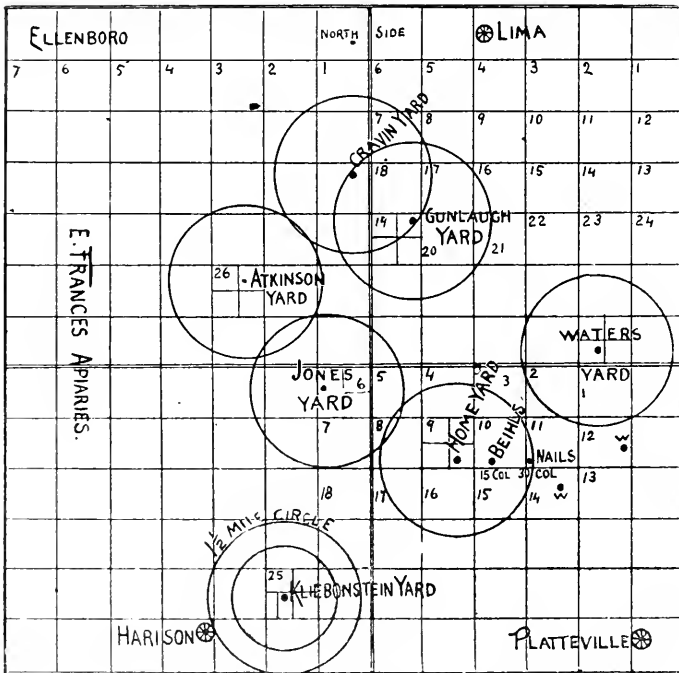 ELLENBORO NORTH SIDE LIMA
7 6 5 4 3 2 1 6 5 4 3 2 1
7 8 9 10 11 12
CRAVIN YARD
18 17 16 15 14 13
19 GUNLAUGH 22 23 24
YARD
20 21
E. FRANCES APIARIES.
26 ATKINSON
YARD
WATERS
YARD
JONES 5 4 3 2 1
YARD 6
HOME YARD
BEIHLS
7 8 9 10 11 12 W
NAILS
15 COL 30 COL 13
W
18 17 16 15 14
1½ MILE CIRCLE
25
KLIEBONSTEIN YARD
HARISON PLATTEVILLE